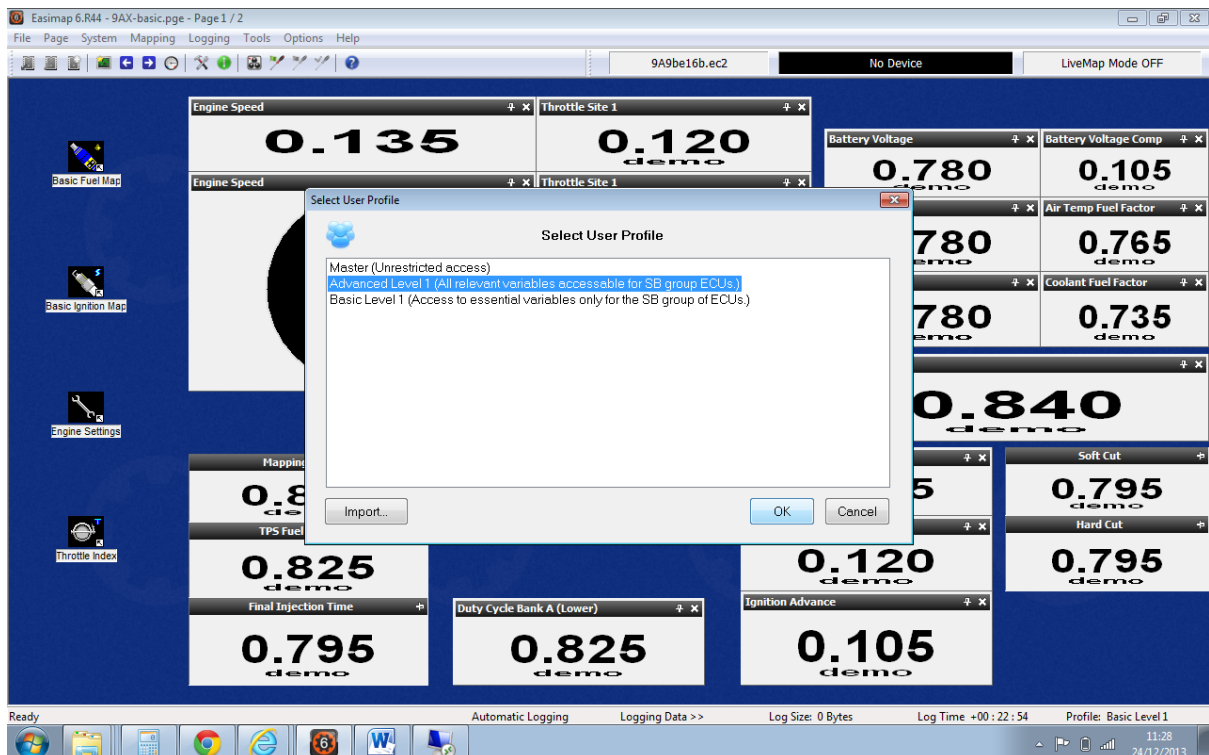 Easimap 6.R44 - 9AX-basic.pge - Page 1 / 2
File Page System Mapping Logging Tools Options Help
9A9be16b.ec2 No Device LiveMap Mode OFF
Engine Speed
0.135
Throttle Site 1
0.120
demo
Engine Speed
Throttle Site 1
Battery Voltage
0.780
demo
Battery Voltage Comp
0.105
demo
780
Air Temp Fuel Factor
0.765
demo
780
Coolant Fuel Factor
0.735
demo
0.840
demo
Basic Fuel Map
Basic Ignition Map
Engine Settings
Throttle Index
Select User Profile
Select User Profile
Master (Unrestricted access)
Advanced Level 1 (All relevant variables accessable for SB group ECUs.)
Basic Level 1 (Access to essential variables only for the SB group of ECUs.)
Import...
OK
Cancel
Mapping
0.8
TPS Fuel
0.825
demo
Final Injection Time
0.795
demo
Duty Cycle Bank A (Lower)
0.825
demo
5
0.120
demo
Ignition Advance
0.105
demo
Soft Cut
0.795
demo
Hard Cut
0.795
demo
Ready Automatic Logging Logging Data >> Log Size: 0 Bytes Log Time +00 : 22 : 54 Profile: Basic Level 1
11:28
24/12/2013